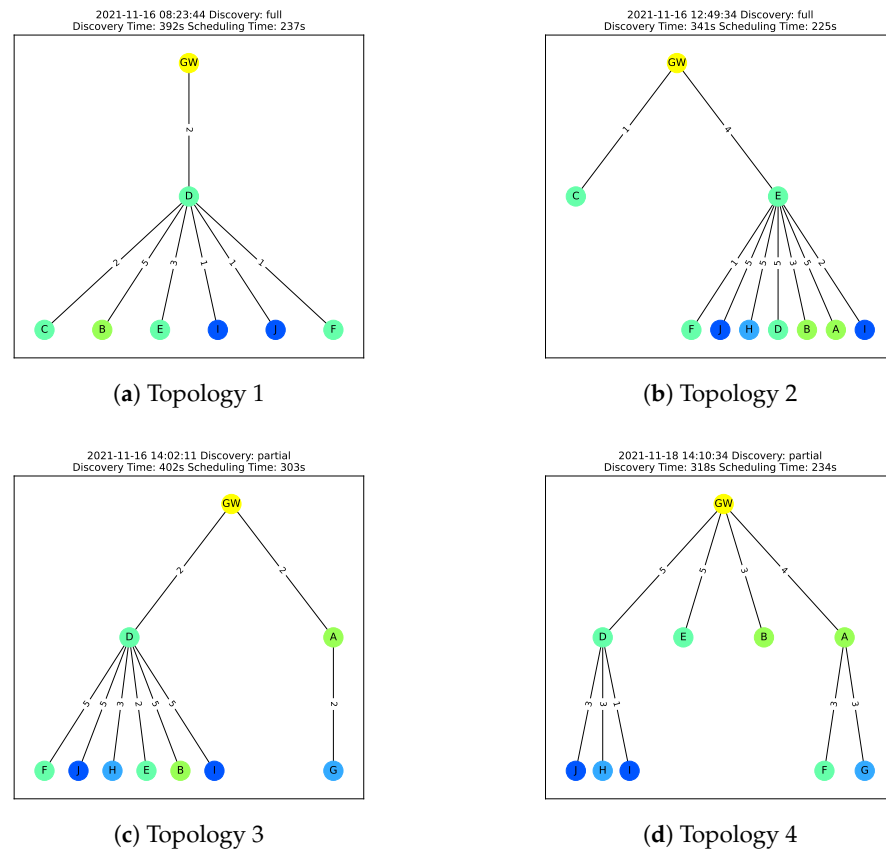 2021-11-16 08:23:44 Discovery: full
Discovery Time: 392s Scheduling Time: 237s
GW
2
D
2 5 3 1 1 1
C B E I J F
(a) Topology 1
2021-11-16 12:49:34 Discovery: full
Discovery Time: 341s Scheduling Time: 225s
GW
1 4
C E
1 5 5 5 3 5 2
F J H D B A I
(b) Topology 2
2021-11-16 14:02:11 Discovery: partial
Discovery Time: 402s Scheduling Time: 303s
GW
2 2
D A
5 5 3 2 5 5 2
F J H E B I G
(c) Topology 3
2021-11-18 14:10:34 Discovery: partial
Discovery Time: 318s Scheduling Time: 234s
GW
5 5 3 4
D E B A
3 3 1 3 3
J H I F G
(d) Topology 4